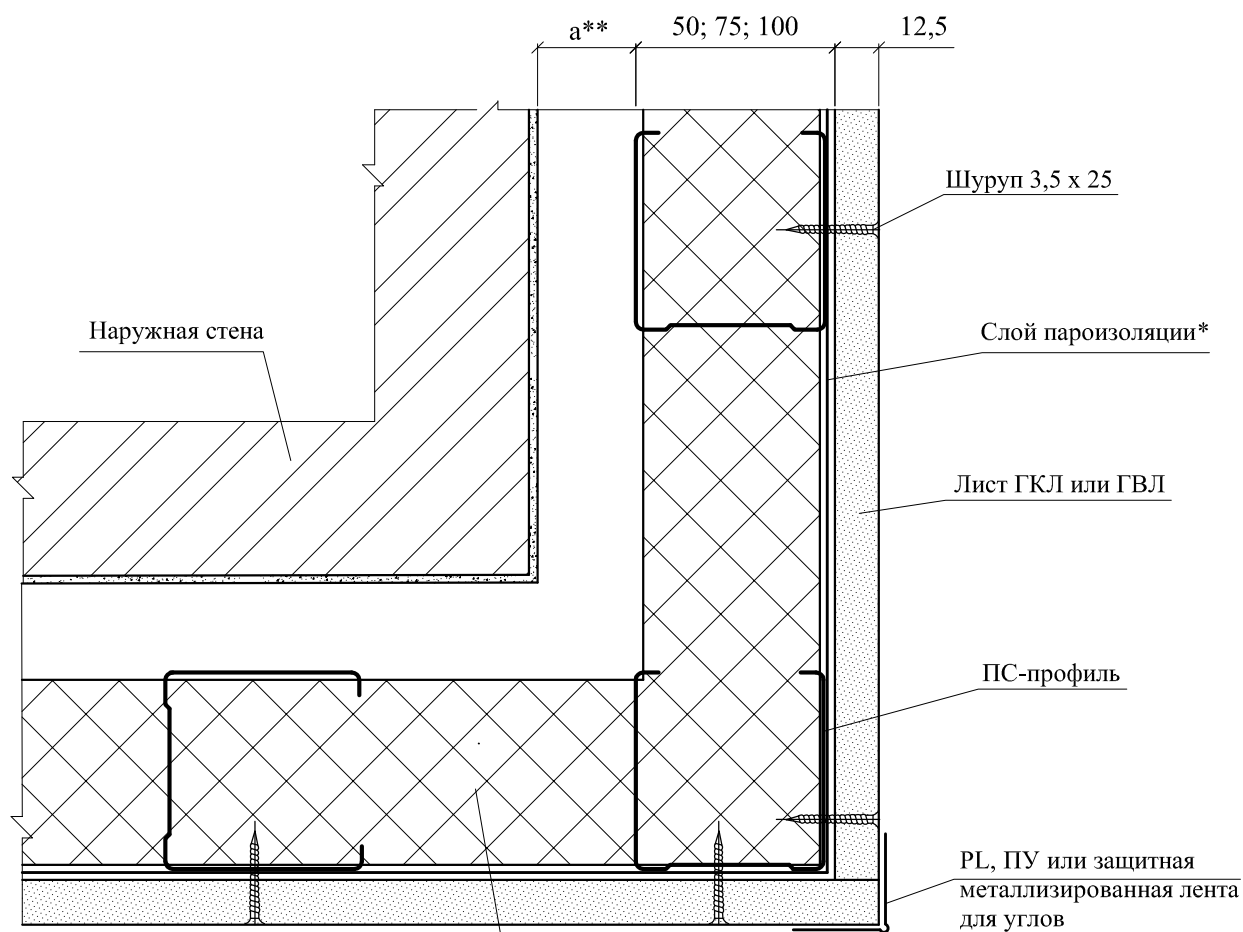 a** 50; 75; 100 12,5
Шуруп 3,5 х 25
Наружная стена
Слой пароизоляции*
Лист ГКЛ или ГВЛ
ПС-профиль
PL, ПУ или защитная
металлизированная лента
для углов